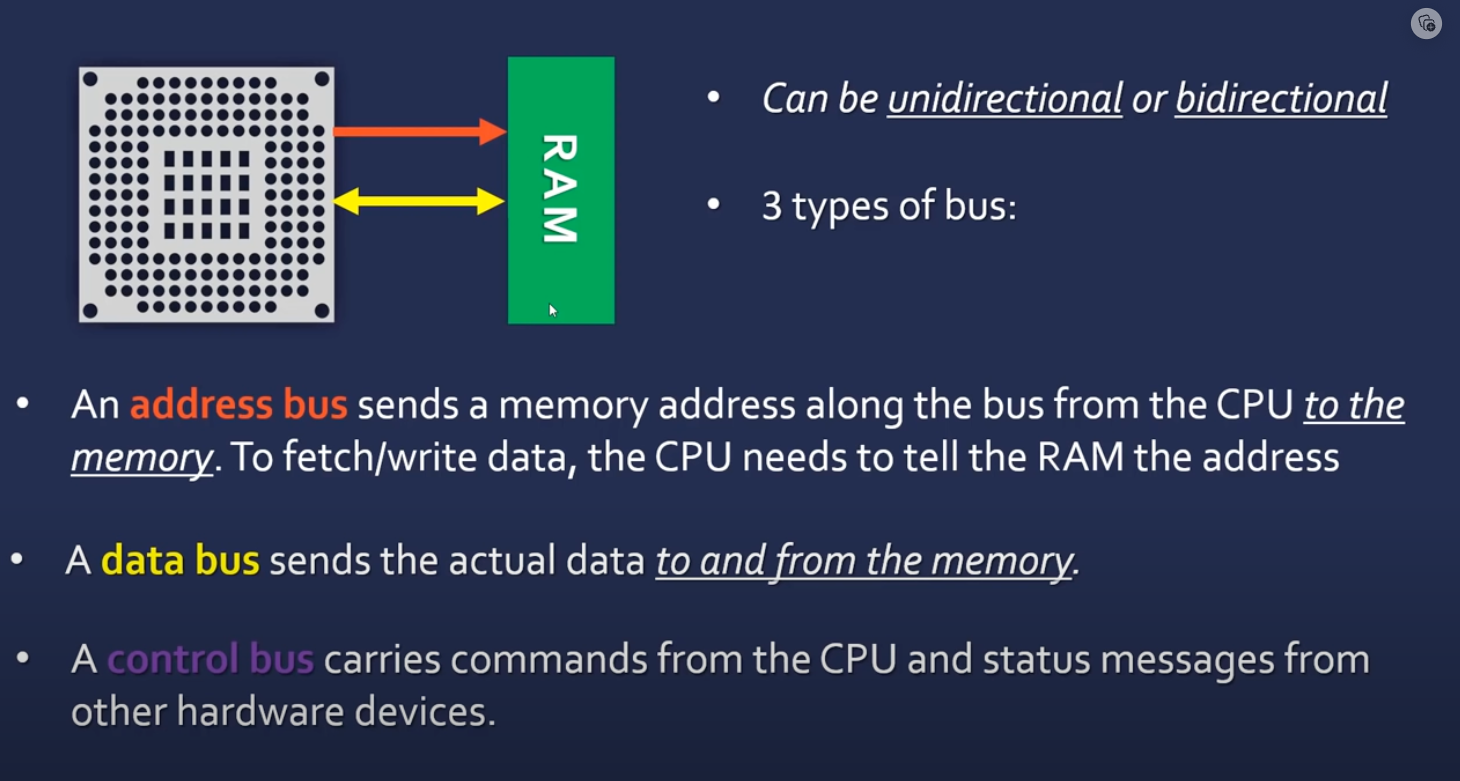 RAM
• Can be unidirectional or bidirectional
• 3 types of bus:
• An address bus sends a memory address along the bus from the CPU to the
memory. To fetch/write data, the CPU needs to tell the RAM the address
• A data bus sends the actual data to and from the memory.
• A control bus carries commands from the CPU and status messages from
other hardware devices.